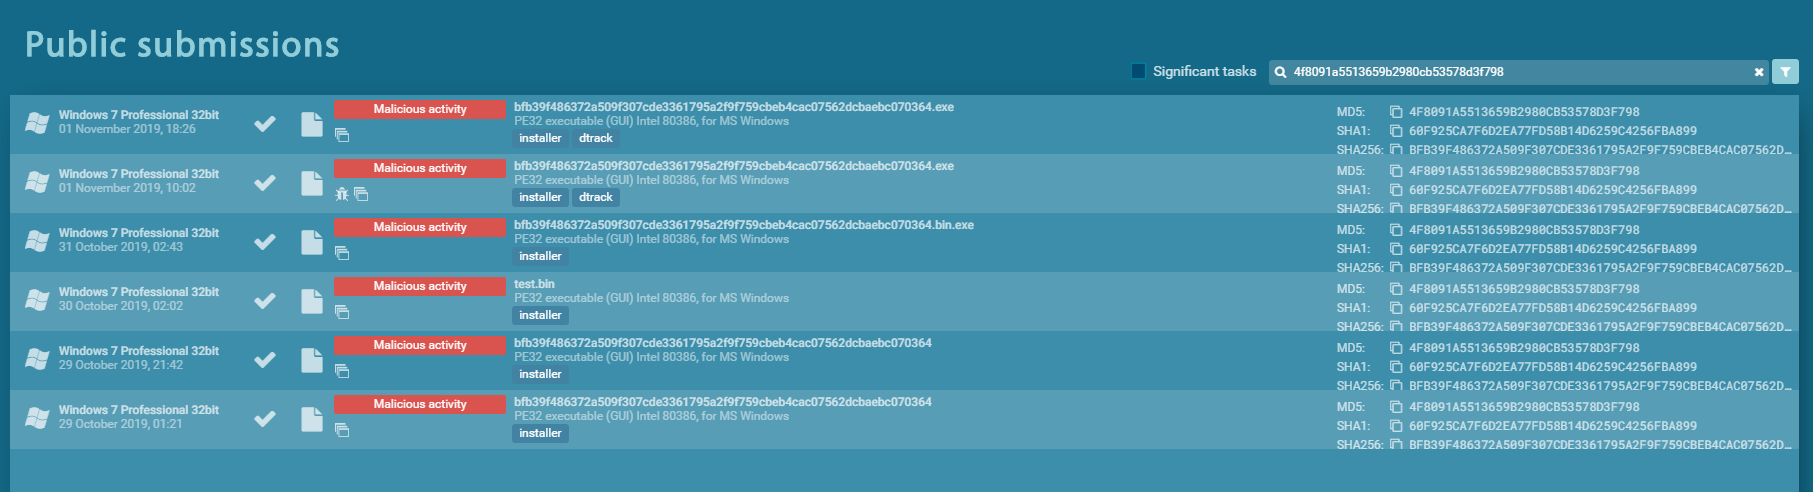 Public submissions
Significant tasks
4f8091a5513659b2980cb53578d3f798
Windows 7 Professional 32bit
01 November 2019, 18:26
Malicious activity
bfb39f486372a509f307cde3361795a2f9f759cbeb4cac07562dcbaebc070364.exe
PE32 executable (GUI) Intel 80386, for MS Windows
installer dtrack
MD5: 4F8091A5513659B2980CB53578D3F798
SHA1: 60F925CA7F6D2EA77FD58B14D6259C4256FBA899
SHA256: BFB39F486372A509F307CDE3361795A2F9F759CBEB4CAC07562D...
Windows 7 Professional 32bit
01 November 2019, 10:02
Malicious activity
bfb39f486372a509f307cde3361795a2f9f759cbeb4cac07562dcbaebc070364.exe
PE32 executable (GUI) Intel 80386, for MS Windows
installer dtrack
MD5: 4F8091A5513659B2980CB53578D3F798
SHA1: 60F925CA7F6D2EA77FD58B14D6259C4256FBA899
SHA256: BFB39F486372A509F307CDE3361795A2F9F759CBEB4CAC07562D...
Windows 7 Professional 32bit
31 October 2019, 02:43
Malicious activity
bfb39f486372a509f307cde3361795a2f9f759cbeb4cac07562dcbaebc070364.bin.exe
PE32 executable (GUI) Intel 80386, for MS Windows
installer
MD5: 4F8091A5513659B2980CB53578D3F798
SHA1: 60F925CA7F6D2EA77FD58B14D6259C4256FBA899
SHA256: BFB39F486372A509F307CDE3361795A2F9F759CBEB4CAC07562D...
Windows 7 Professional 32bit
30 October 2019, 02:02
Malicious activity
test.bin
PE32 executable (GUI) Intel 80386, for MS Windows
installer
MD5: 4F8091A5513659B2980CB53578D3F798
SHA1: 60F925CA7F6D2EA77FD58B14D6259C4256FBA899
SHA256: BFB39F486372A509F307CDE3361795A2F9F759CBEB4CAC07562D...
Windows 7 Professional 32bit
29 October 2019, 21:42
Malicious activity
bfb39f486372a509f307cde3361795a2f9f759cbeb4cac07562dcbaebc070364
PE32 executable (GUI) Intel 80386, for MS Windows
installer
MD5: 4F8091A5513659B2980CB53578D3F798
SHA1: 60F925CA7F6D2EA77FD58B14D6259C4256FBA899
SHA256: BFB39F486372A509F307CDE3361795A2F9F759CBEB4CAC07562D...
Windows 7 Professional 32bit
29 October 2019, 01:21
Malicious activity
bfb39f486372a509f307cde3361795a2f9f759cbeb4cac07562dcbaebc070364
PE32 executable (GUI) Intel 80386, for MS Windows
installer
MD5: 4F8091A5513659B2980CB53578D3F798
SHA1: 60F925CA7F6D2EA77FD58B14D6259C4256FBA899
SHA256: BFB39F486372A509F307CDE3361795A2F9F759CBEB4CAC07562D...